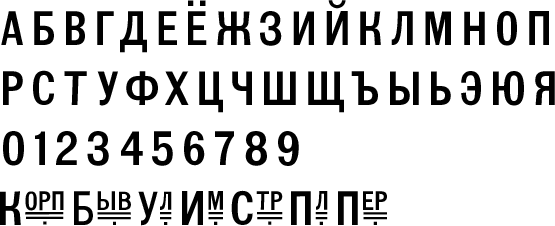 АБВГДЕЁЖЗИЙКЛМНОП
РСТУФХЦЧШЩЪЫЬЭЮЯ
0123456789
КОРП БЫВ УЛ ИМ СТР ПЛ ПЕР